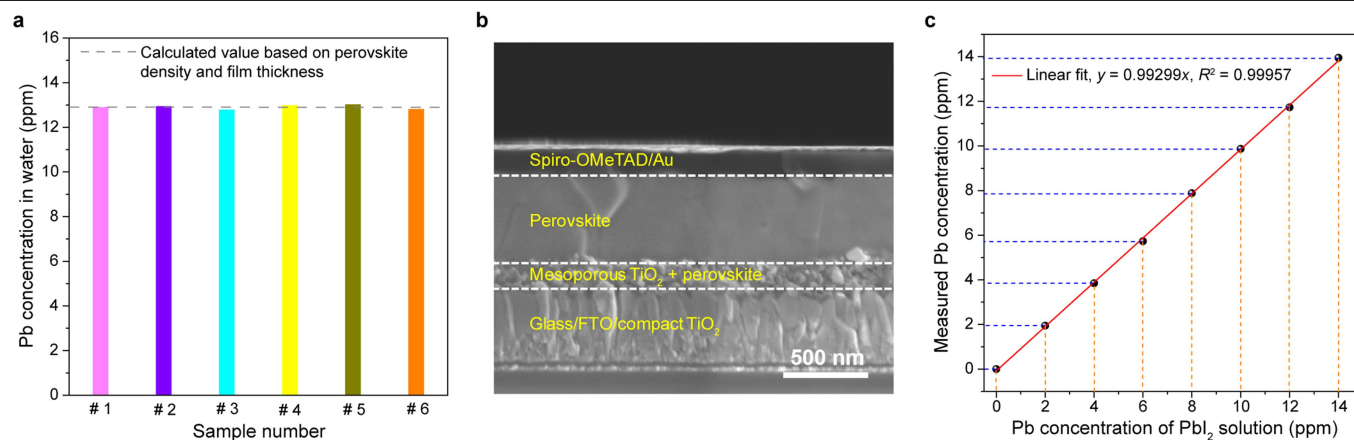 a
16
14
12
10
8
6
4
2
0
Pb concentration in water (ppm)
Calculated value based on perovskite
density and film thickness
# 1
# 2
# 3
# 4
# 5
# 6
Sample number
b
Spiro-OMeTAD/Au
Perovskite
Mesoporous TiO₂ + perovskite
Glass/FTO/compact TiO₂
500 nm
c
14
12
10
8
6
4
2
0
Measured Pb concentration (ppm)
Linear fit, y = 0.99299x, R² = 0.99957
0 2 4 6 8 10 12 14
Pb concentration of PbI₂ solution (ppm)